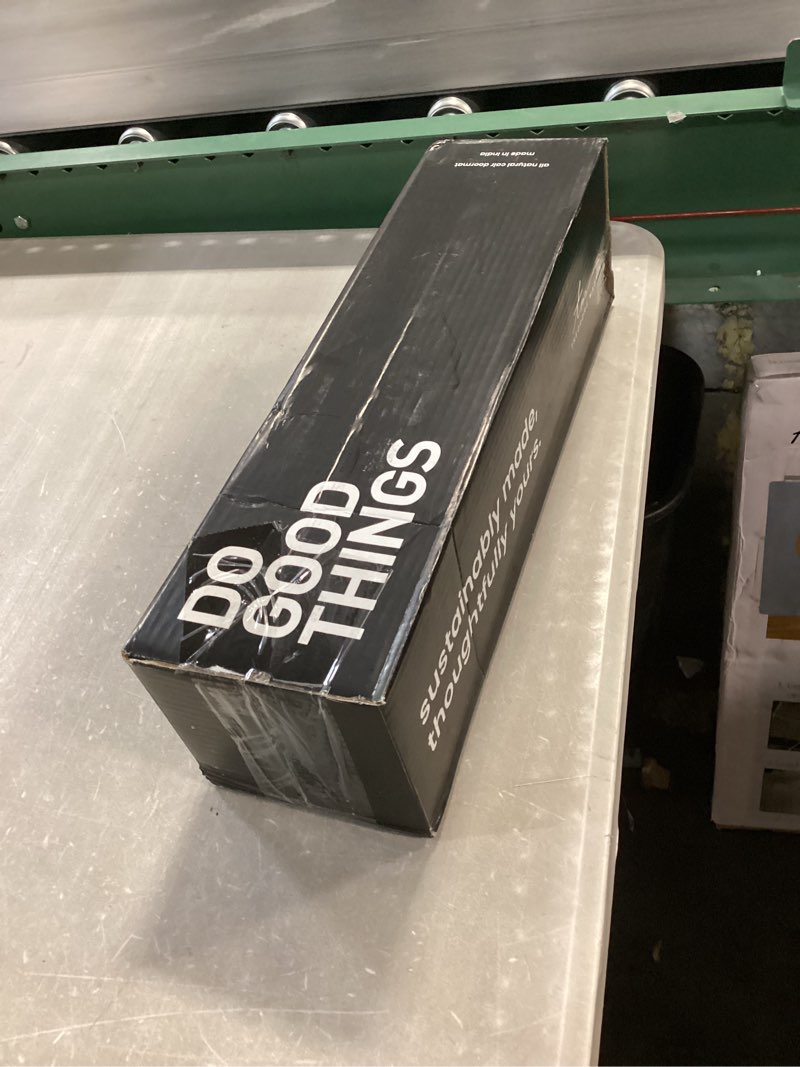 all natural coir doormat
made in india
DO
GOOD
THINGS
sustainably made,
thoughtfully yours.